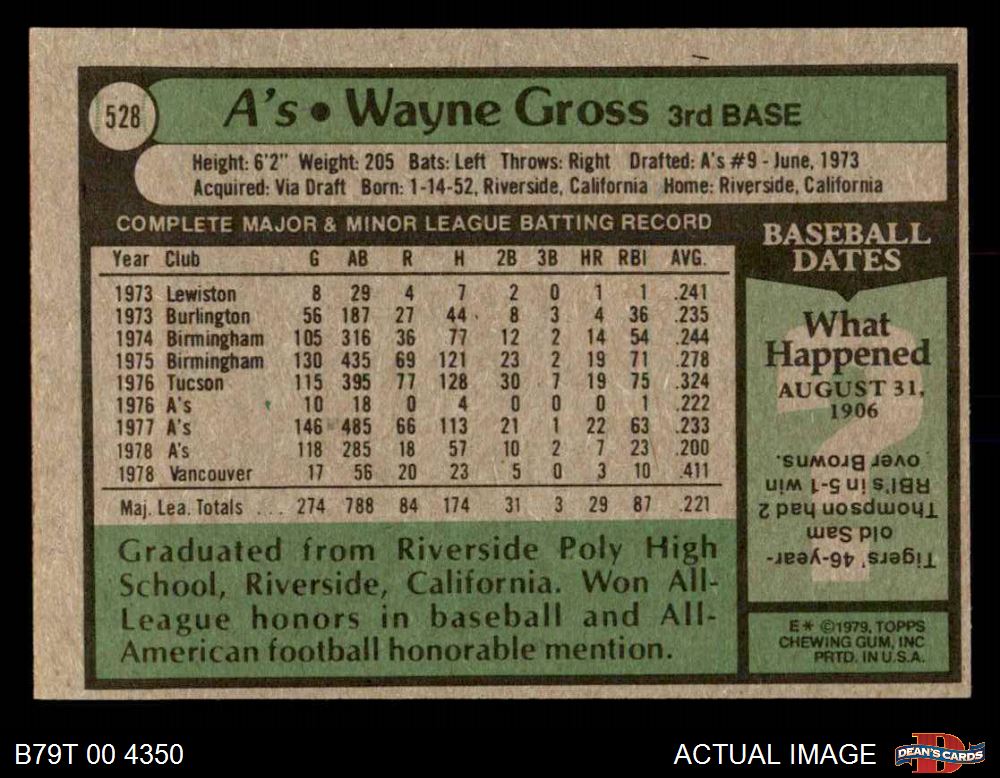 528
A's • Wayne Gross 3rd BASE
Height: 6'2" Weight: 205 Bats: Left Throws: Right Drafted: A's #9 - June, 1973
Acquired: Via Draft Born: 1-14-52, Riverside, California Home: Riverside, California
COMPLETE MAJOR & MINOR LEAGUE BATTING RECORD
Year Club G AB R H 2B 3B HR RBI AVG.
1973 Lewiston 8 29 4 7 2 0 1 1 .241
1973 Burlington 56 187 27 44 8 3 4 36 .235
1974 Birmingham 105 316 36 77 12 2 14 54 .244
1975 Birmingham 130 435 69 121 23 2 19 71 .278
1976 Tucson 115 395 77 128 30 7 19 75 .324
1976 A's 10 18 0 4 0 0 0 1 .222
1977 A's 146 485 66 113 21 1 22 63 .233
1978 A's 118 285 18 57 10 2 7 23 .200
1978 Vancouver 17 56 20 23 5 0 3 10 .411
Maj. Lea. Totals ... 274 788 84 174 31 3 29 87 .221
Graduated from Riverside Poly High
School, Riverside, California. Won All-
League honors in baseball and All-
American football honorable mention.
BASEBALL
DATES
What
Happened
AUGUST 31,
1906
?
Tigers' 46-year-
old Sam
Thompson had 2
RBI's in 5-1 win
over Browns.
E* ©1979, TOPPS
CHEWING GUM, INC
PRTD. IN U.S.A.
B79T 00 4350
ACTUAL IMAGE
D
DEAN'S CARDS